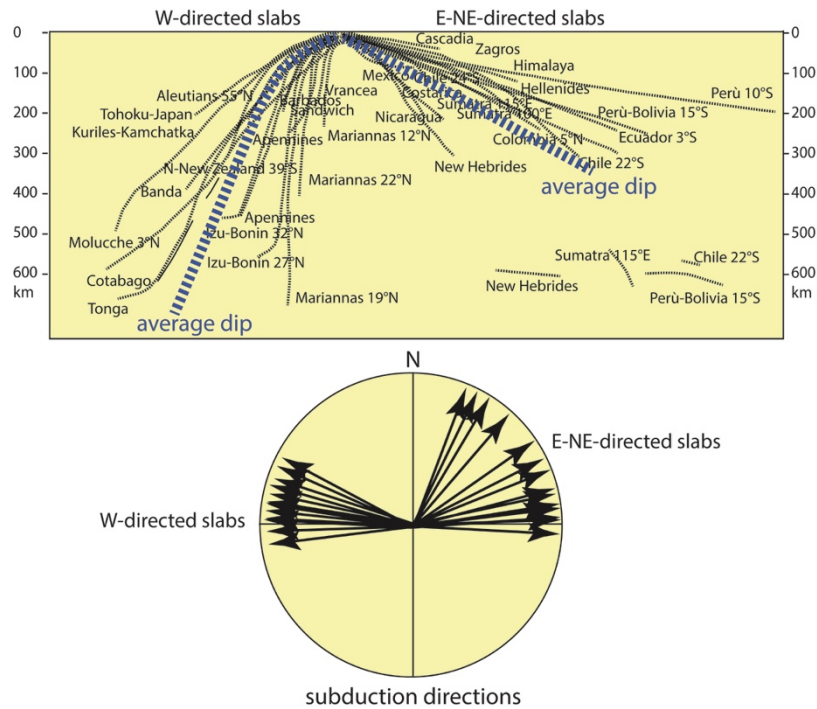 W-directed slabs
E-NE-directed slabs
0
100
200
300
400
500
600
km
0
100
200
300
400
500
600
km
Cascadia
Zagros
Himalaya
Perù 10°S
Vrancea
Mexico
Chile 24°S
Hellenides
Aleutians 55°N
Barbados
Costarica
Sumatra 115°E
Tohoku-Japan
Sandwich
Nicaragua
Sumatra 100°E
Perù-Bolivia 15°S
Kuriles-Kamchatka
Apennines
Mariannas 12°N
Colombia 5°N
Ecuador 3°S
N-New Zealand 39°S
New Hebrides
Chile 22°S
Banda
Mariannas 22°N
average dip
Apennines
Molucche 3°N
Izu-Bonin 32°N
Izu-Bonin 27°N
Sumatra 115°E
Chile 22°S
Cotabago
New Hebrides
Perù-Bolivia 15°S
Tonga
Mariannas 19°N
average dip
N
E-NE-directed slabs
W-directed slabs
subduction directions